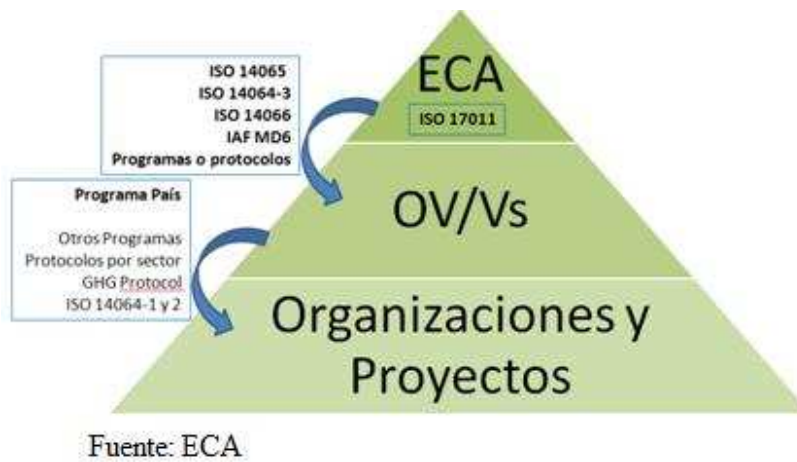 ISO 14065
ISO 14064-3
ISO 14066
IAF MD6
Programas o protocolos
ECA
ISO 17011
Programa País
Otros Programas
Protocolos por sector
GHG Protocol
ISO 14064-1 y 2
OV/Vs
Organizaciones y
Proyectos
Fuente: ECA